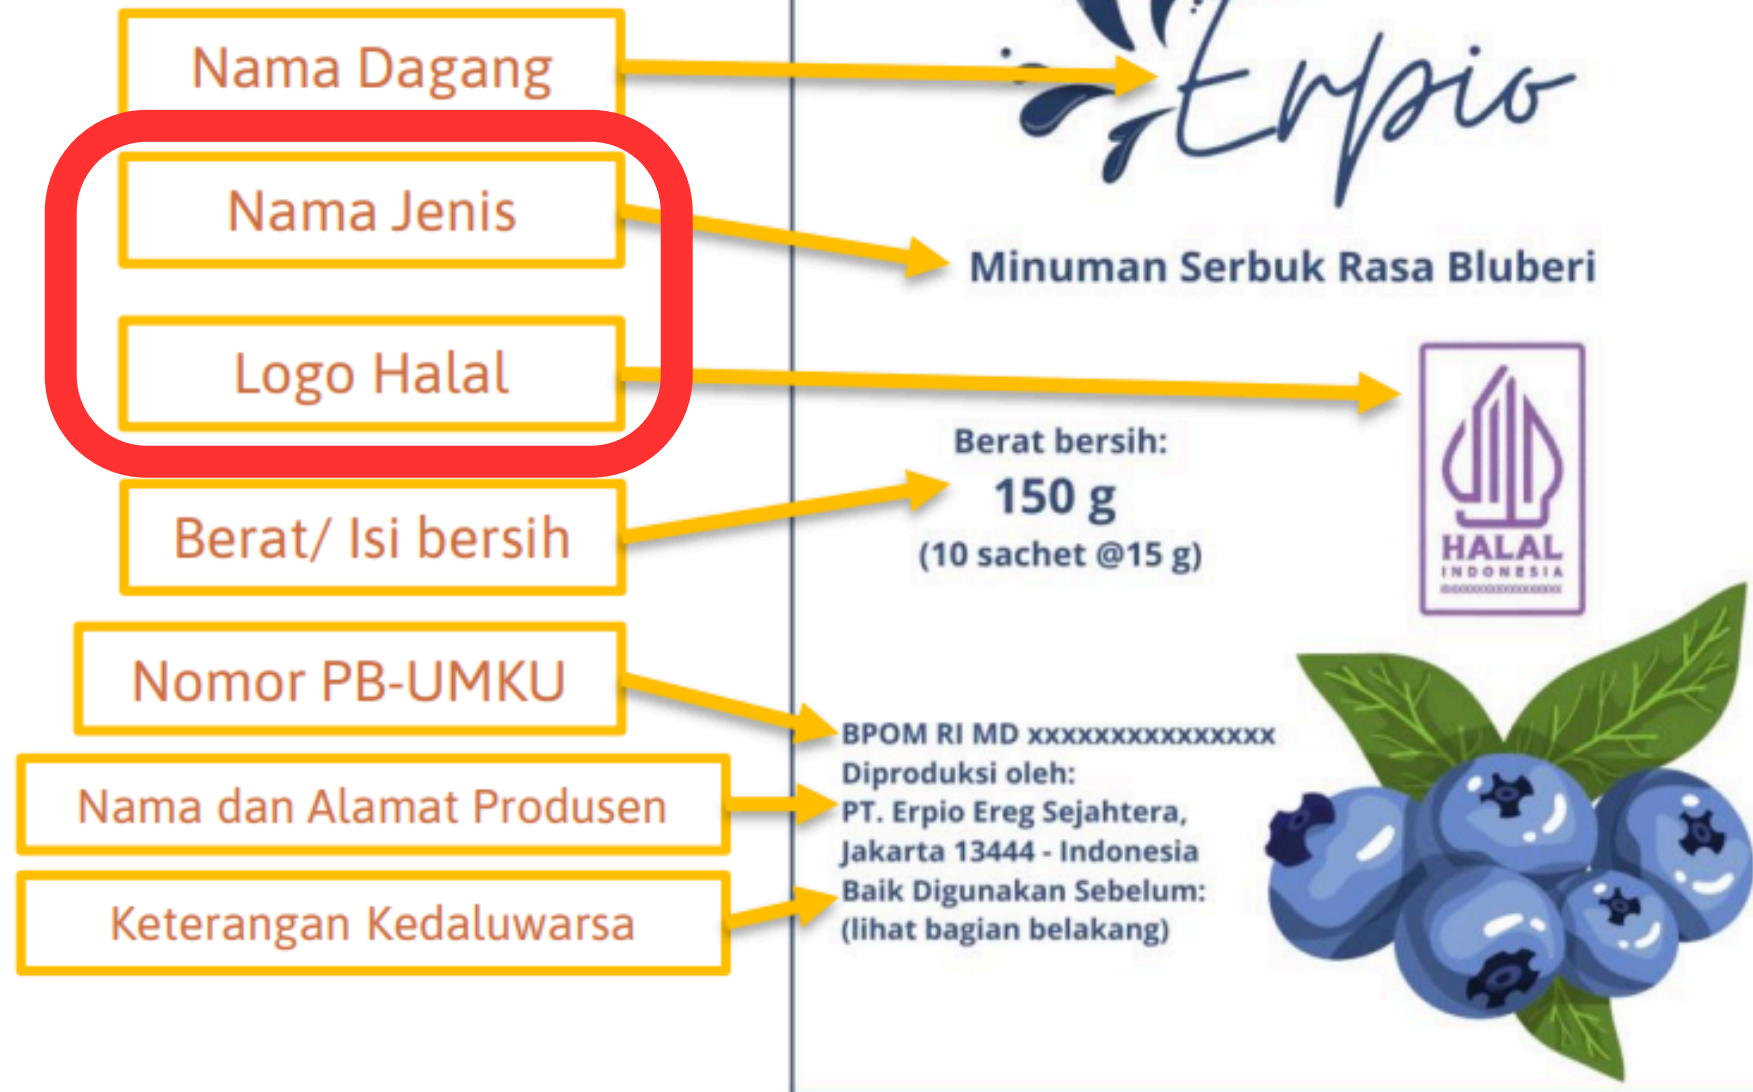 Nama Dagang
Erpio
Nama Jenis
Minuman Serbuk Rasa Bluberi
Logo Halal
HALAL
INDONESIA
Berat/ Isi bersih
Berat bersih:
150 g
(10 sachet @15 g)
Nomor PB-UMKU
BPOM RI MD xxxxxxxxxxxxxxx
Nama dan Alamat Produsen
Diproduksi oleh:
PT. Erpio Ereg Sejahtera,
Jakarta 13444 - Indonesia
Keterangan Kedaluwarsa
Baik Digunakan Sebelum:
(lihat bagian belakang)